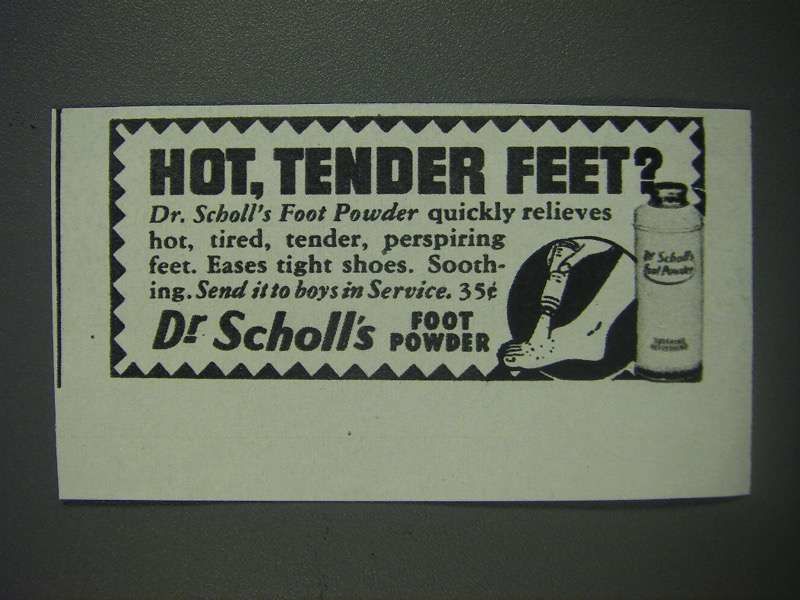 HOT, TENDER FEET?
Dr. Scholl's Foot Powder quickly relieves
hot, tired, tender, perspiring
feet. Eases tight shoes. Sooth-
ing. Send it to boys in Service. 35¢
Dr Scholl's FOOT POWDER
Dr Scholl's
Foot Powder